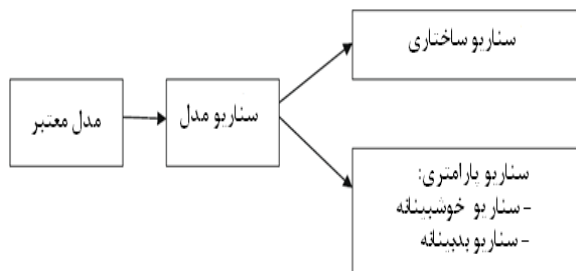 مدل معتبر
سناریو مدل
سناریو ساختاری
سناریو پارامتری:
- سناریو خوشبینانه
- سناریو بدبینانه